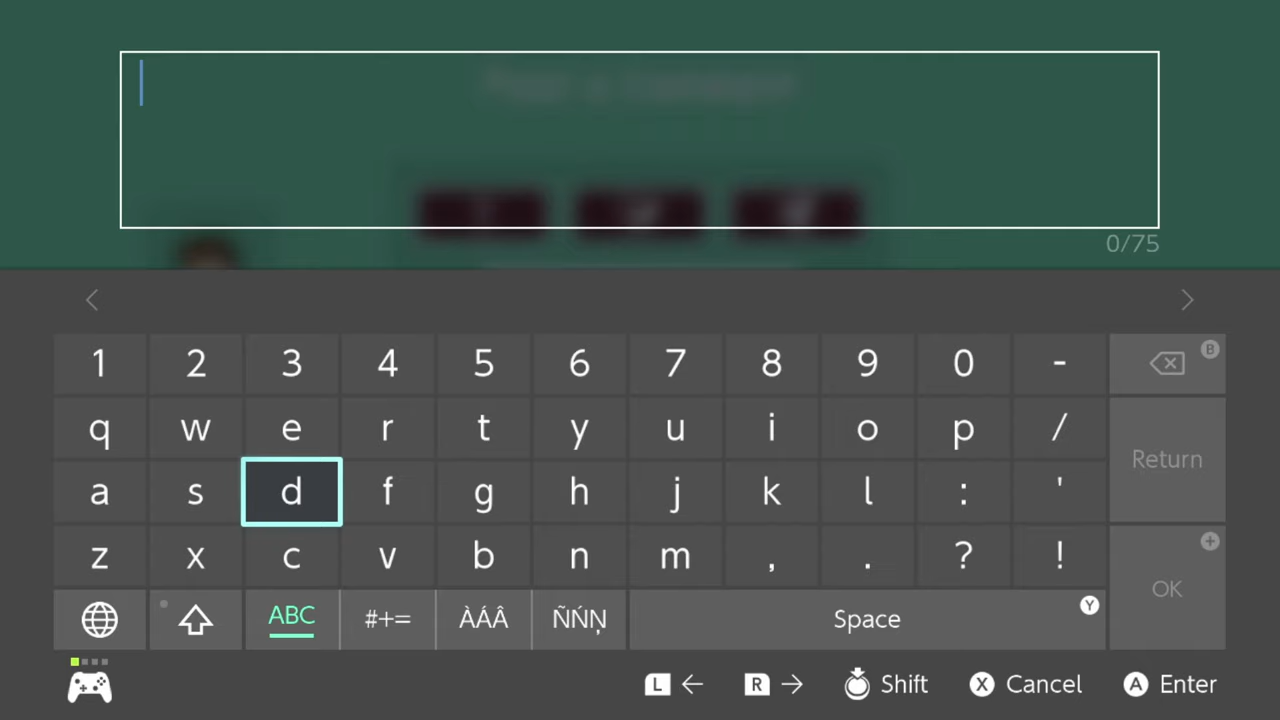 0/75
1 2 3 4 5 6 7 8 9 0 - B
q w e r t y u i o p /
Return
a s d f g h j k l : '
z x c v b n m , . ? ! +
OK
ABC #+= ÀÁÂ ÑŃŅ Space Y
L ← R → Shift X Cancel A Enter